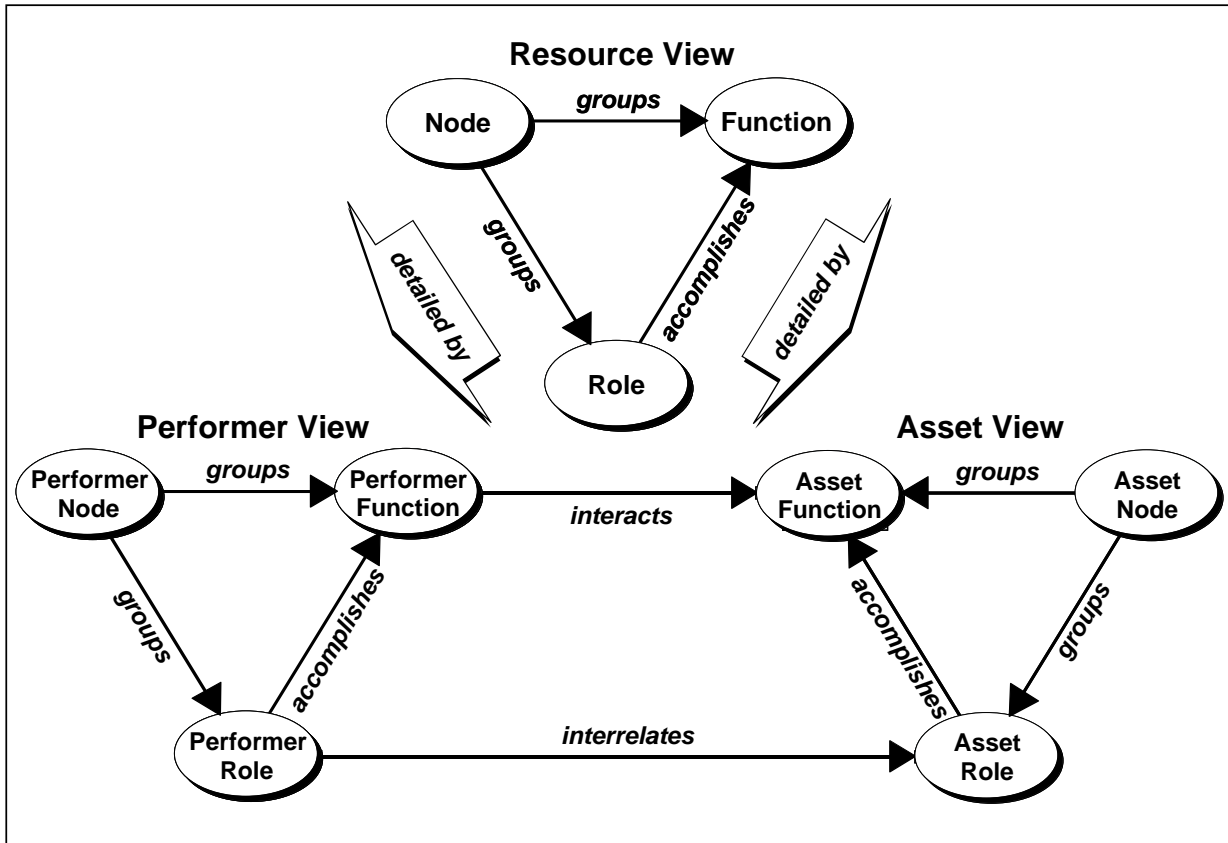 Resource View
groups
Node
Function
groups
accomplishes
detailed by
detailed by
Role
Performer View
Asset View
groups
groups
Performer
Node
Performer
Function
Asset
Function
Asset
Node
interacts
groups
accomplishes
accomplishes
groups
Performer
Role
interrelates
Asset
Role